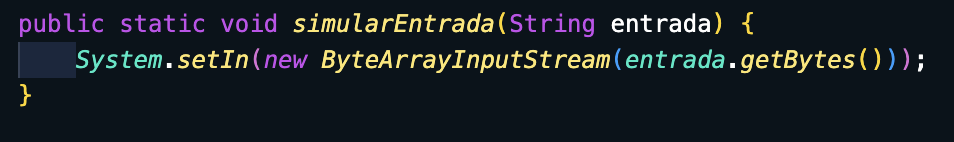 public static void simularEntrada(String entrada) {
    System.setIn(new ByteArrayInputStream(entrada.getBytes()));
}